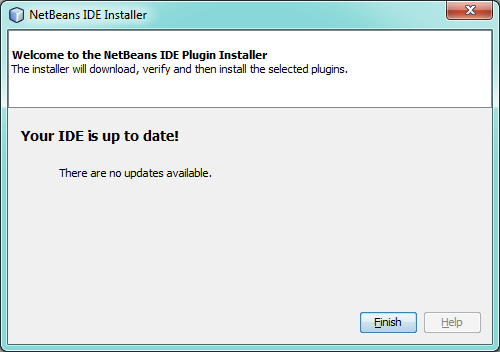 NetBeans IDE Installer
Welcome to the NetBeans IDE Plugin Installer
The installer will download, verify and then install the selected plugins.
Your IDE is up to date!
There are no updates available.
Finish Help